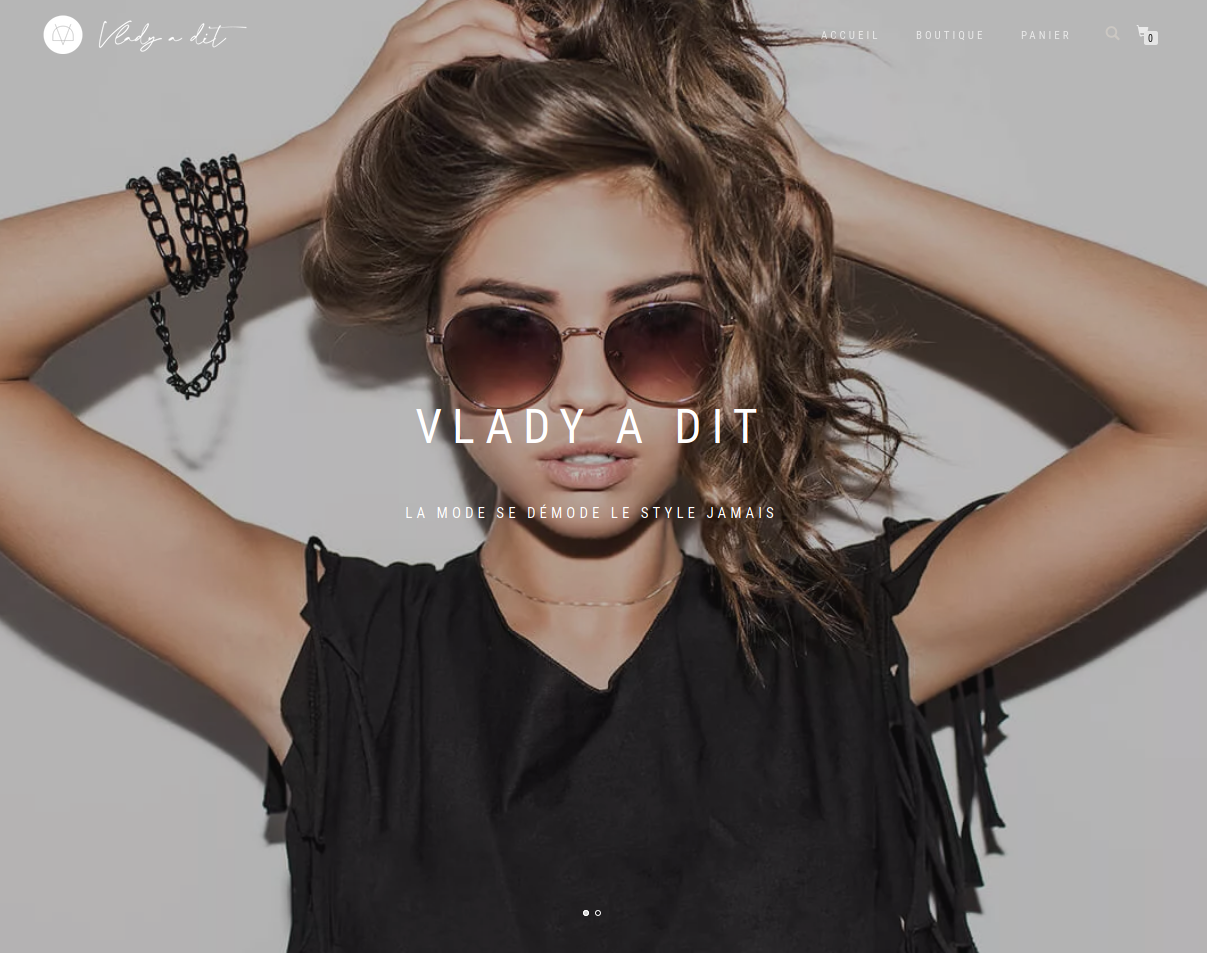 Vlady a dit
ACCUEIL
BOUTIQUE
PANIER
0
VLADY A DIT
LA MODE SE DÉMODE LE STYLE JAMAIS